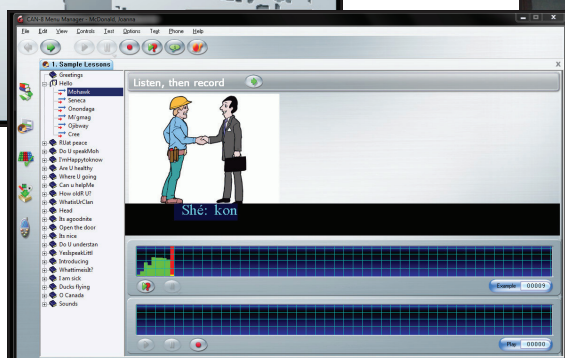 CAN-8 Menu Manager - McDonald, Joanna
File Edit View Controls Test Options Text Phone Help
1. Sample Lessons
X
Greetings
Hello
Mohawk
Seneca
Onondaga
Mi'gmag
Ojibway
Cree
RUat peace
Do U speakMoh
I'mHappytoknow
Are U healthy
Where U going
Can u helpMe
How oldR U?
WhatisUrClan
Head
Its agoodnite
Open the door
Its nice
Do U understan
YesIspeakLittl
Introducing
WhattimeisIt?
I am sick
Ducks flying
O Canada
Sounds
Listen, then record
Shé: kon
Example 00009
Play 00000